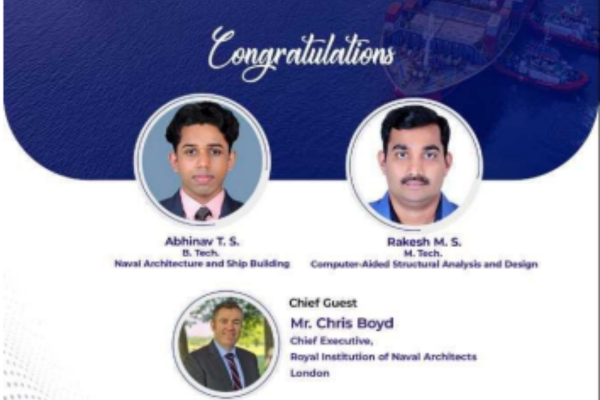 Congratulations
Abhinav T. S.
B. Tech.
Naval Architecture and Ship Building
Rakesh M. S.
M. Tech.
Computer-Aided Structural Analysis and Design
Chief Guest
Mr. Chris Boyd
Chief Executive,
Royal Institution of Naval Architects
London